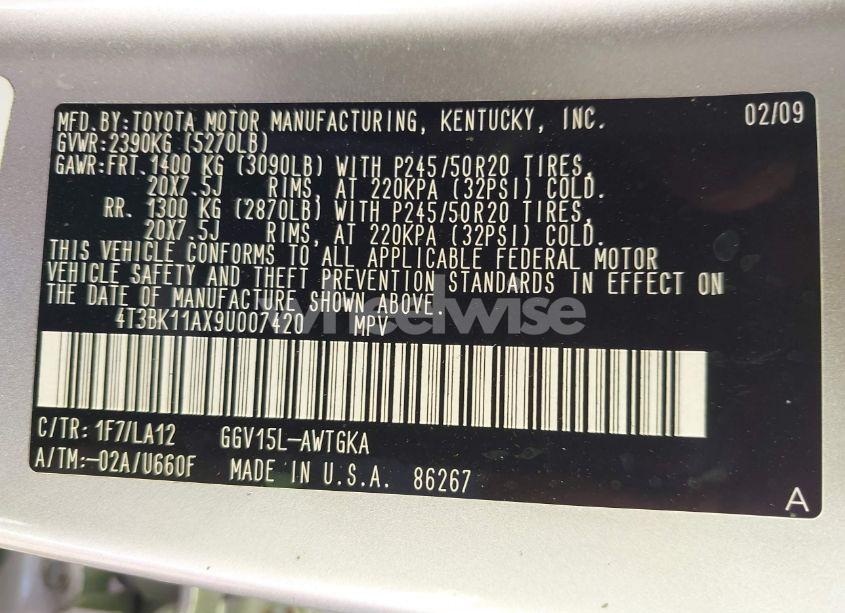 MFD.BY:TOYOTA MOTOR MANUFACTURING, KENTUCKY, INC. 02/09
GVWR:2390KG (5270LB)
GAWR:FRT.1400 KG (3090LB) WITH P245/50R20 TIRES,
20X7.5J RIMS, AT 220KPA (32PSI) COLD.
RR. 1300 KG (2870LB) WITH P245/50R20 TIRES,
20X7.5J RIMS, AT 220KPA (32PSI) COLD.
THIS VEHICLE CONFORMS TO ALL APPLICABLE FEDERAL MOTOR
VEHICLE SAFETY AND THEFT PREVENTION STANDARDS IN EFFECT ON
THE DATE OF MANUFACTURE SHOWN ABOVE.
wheelwise
4T3BK11AX9U007420 MPV
C/TR: 1F7/LA12 GGV15L-AWTGKA
A/TM:-02A/U660F MADE IN U.S.A. 86267
A